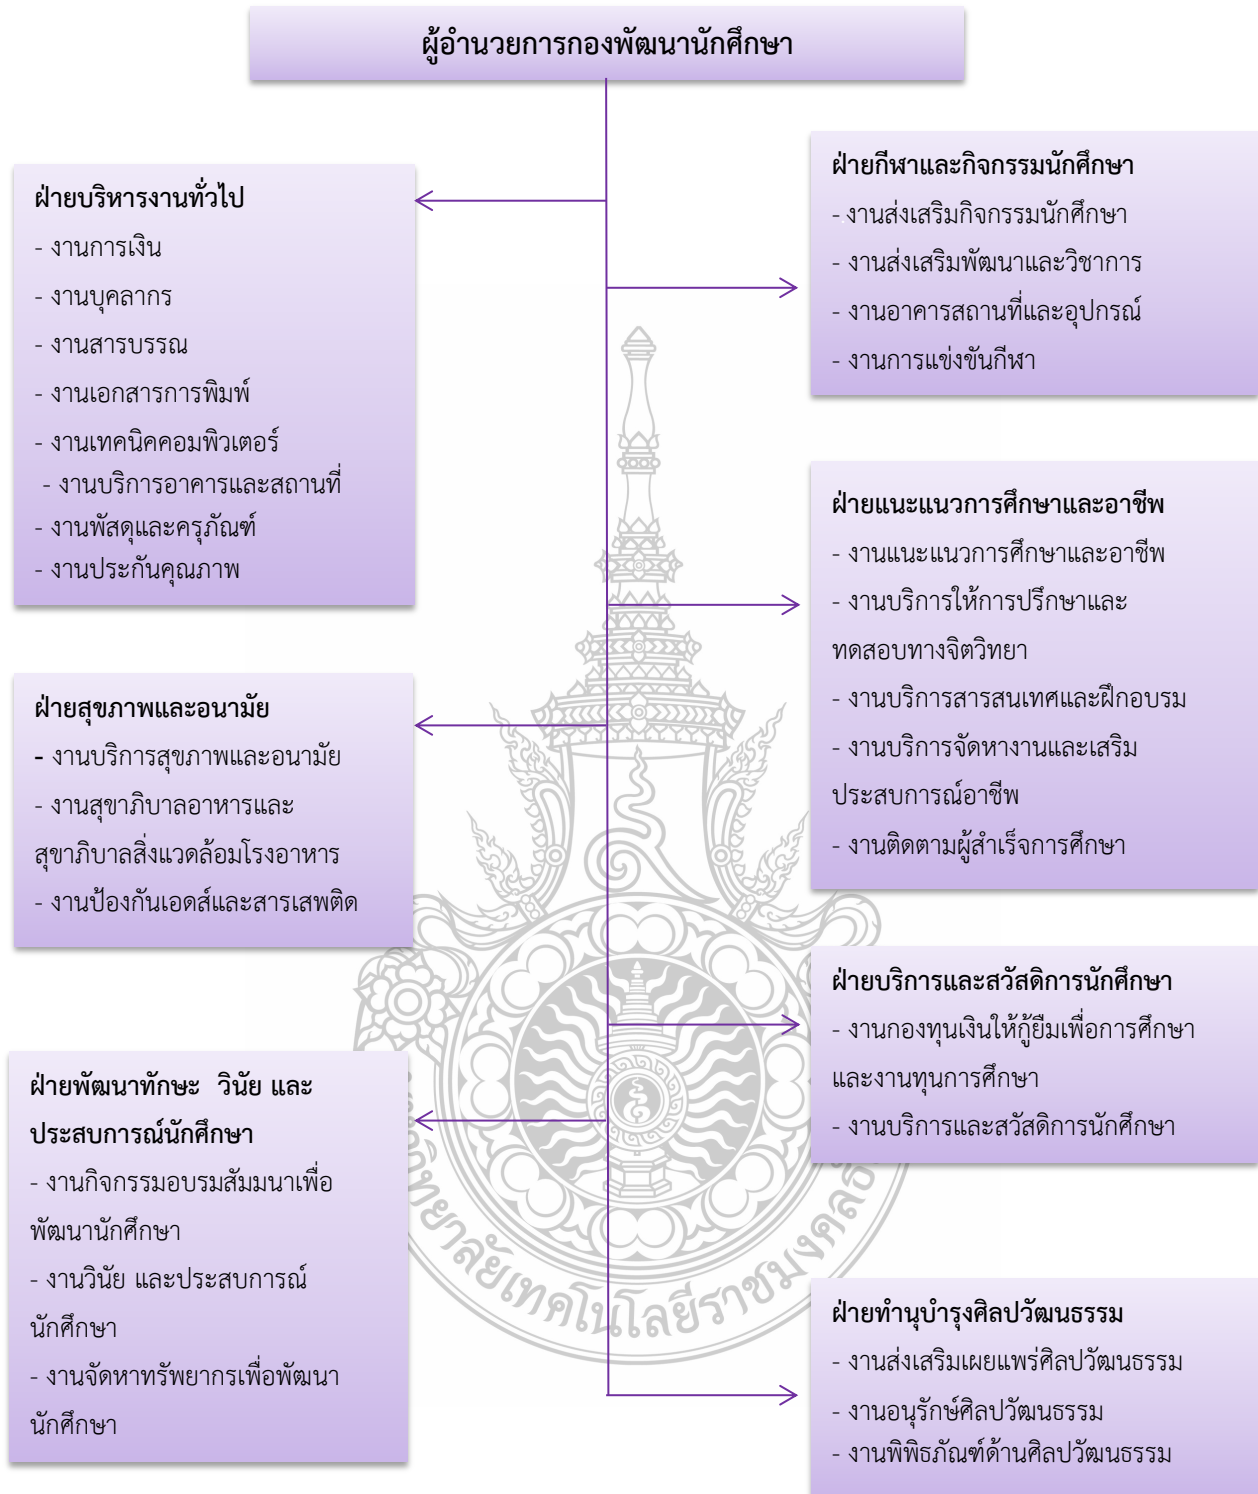 ผู้อำนวยการกองพัฒนานักศึกษา
ฝ่ายบริหารงานทั่วไป
- งานการเงิน
- งานบุคลากร
- งานสารบรรณ
- งานเอกสารการพิมพ์
- งานเทคนิคคอมพิวเตอร์
- งานบริการอาคารและสถานที่
- งานพัสดุและครุภัณฑ์
- งานประกันคุณภาพ
ฝ่ายกีฬาและกิจกรรมนักศึกษา
- งานส่งเสริมกิจกรรมนักศึกษา
- งานส่งเสริมพัฒนาและวิชาการ
- งานอาคารสถานที่และอุปกรณ์
- งานการแข่งขันกีฬา
ฝ่ายแนะแนวการศึกษาและอาชีพ
- งานแนะแนวการศึกษาและอาชีพ
- งานบริการให้การปรึกษาและ
ทดสอบทางจิตวิทยา
- งานบริการสารสนเทศและฝึกอบรม
- งานบริการจัดหางานและเสริม
ประสบการณ์อาชีพ
- งานติดตามผู้สำเร็จการศึกษา
ฝ่ายสุขภาพและอนามัย
- งานบริการสุขภาพและอนามัย
- งานสุขาภิบาลอาหารและ
สุขาภิบาลสิ่งแวดล้อมโรงอาหาร
- งานป้องกันเอดส์และสารเสพติด
ฝ่ายบริการและสวัสดิการนักศึกษา
- งานกองทุนเงินให้กู้ยืมเพื่อการศึกษา
และงานทุนการศึกษา
- งานบริการและสวัสดิการนักศึกษา
ฝ่ายพัฒนาทักษะ วินัย และ
ประสบการณ์นักศึกษา
- งานกิจกรรมอบรมสัมมนาเพื่อ
พัฒนานักศึกษา
- งานวินัย และประสบการณ์
นักศึกษา
- งานจัดหาทรัพยากรเพื่อพัฒนา
นักศึกษา
ฝ่ายทำนุบำรุงศิลปวัฒนธรรม
- งานส่งเสริมเผยแพร่ศิลปวัฒนธรรม
- งานอนุรักษ์ศิลปวัฒนธรรม
- งานพิพิธภัณฑ์ด้านศิลปวัฒนธรรม